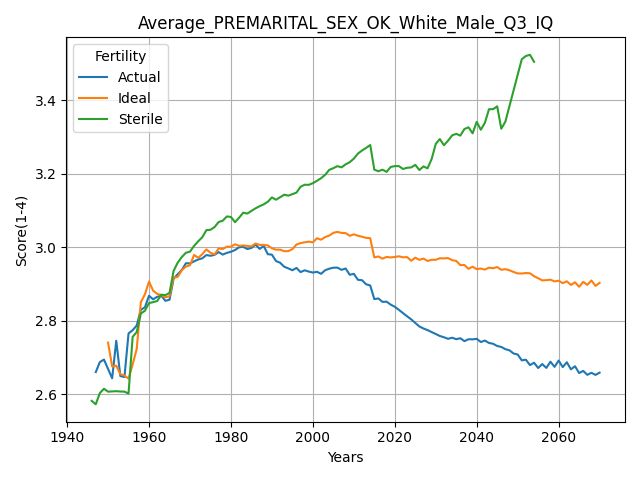 Average_PREMARITAL_SEX_OK_White_Male_Q3_IQ
Fertility
Actual
Ideal
Sterile
Score(1-4)
3.4
3.2
3.0
2.8
2.6
1940 1960 1980 2000 2020 2040 2060
Years